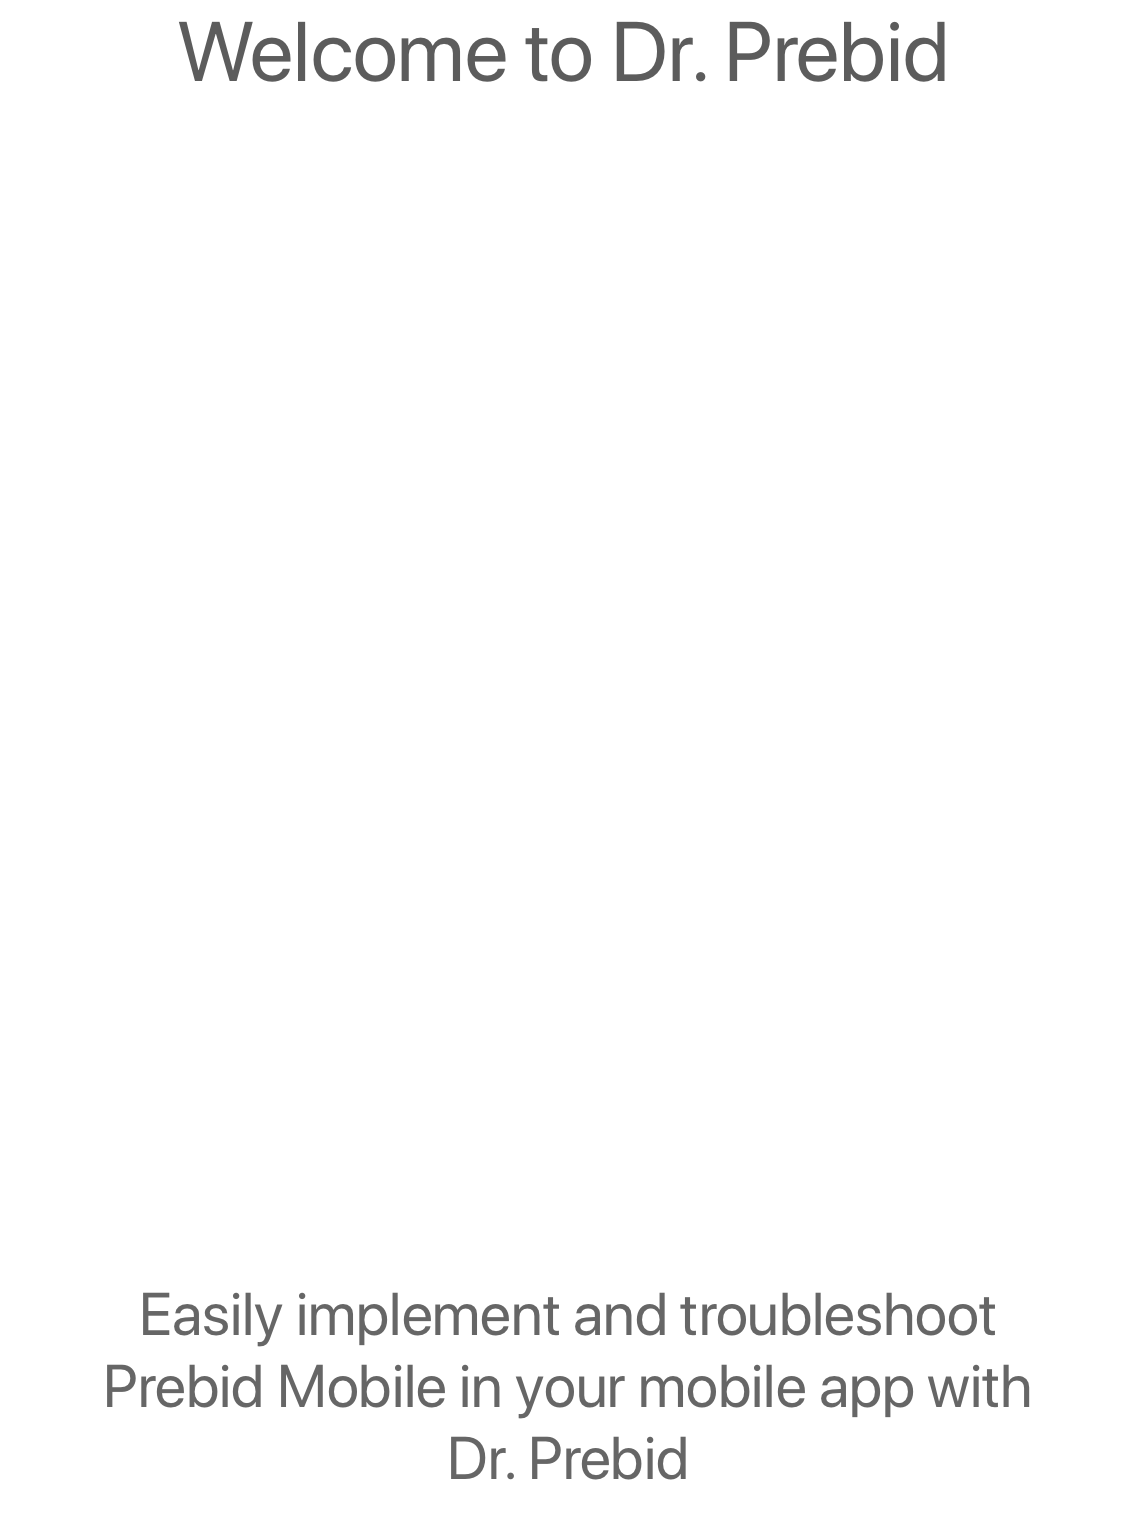 Welcome to Dr. Prebid
Easily implement and troubleshoot
Prebid Mobile in your mobile app with
Dr. Prebid